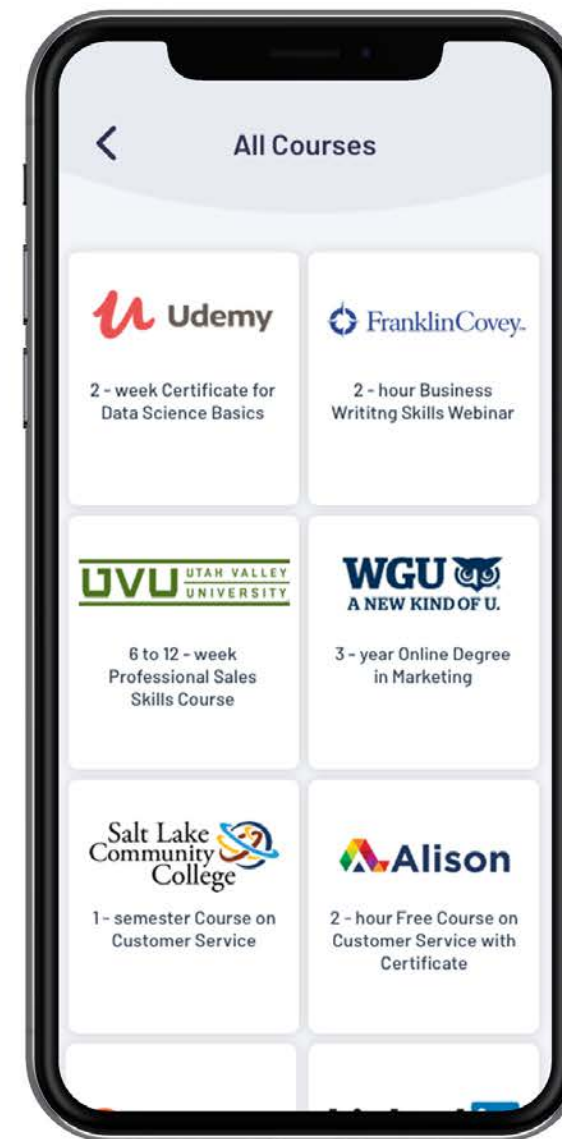 All Courses
Udemy
2 - week Certificate for
Data Science Basics
FranklinCovey
2 - hour Business
Writitng Skills Webinar
UVU UTAH VALLEY
UNIVERSITY
6 to 12 - week
Professional Sales
Skills Course
WGU
A NEW KIND OF U.
3 - year Online Degree
in Marketing
Salt Lake
Community
College
1 - semester Course on
Customer Service
Alison
2 - hour Free Course on
Customer Service with
Certificate